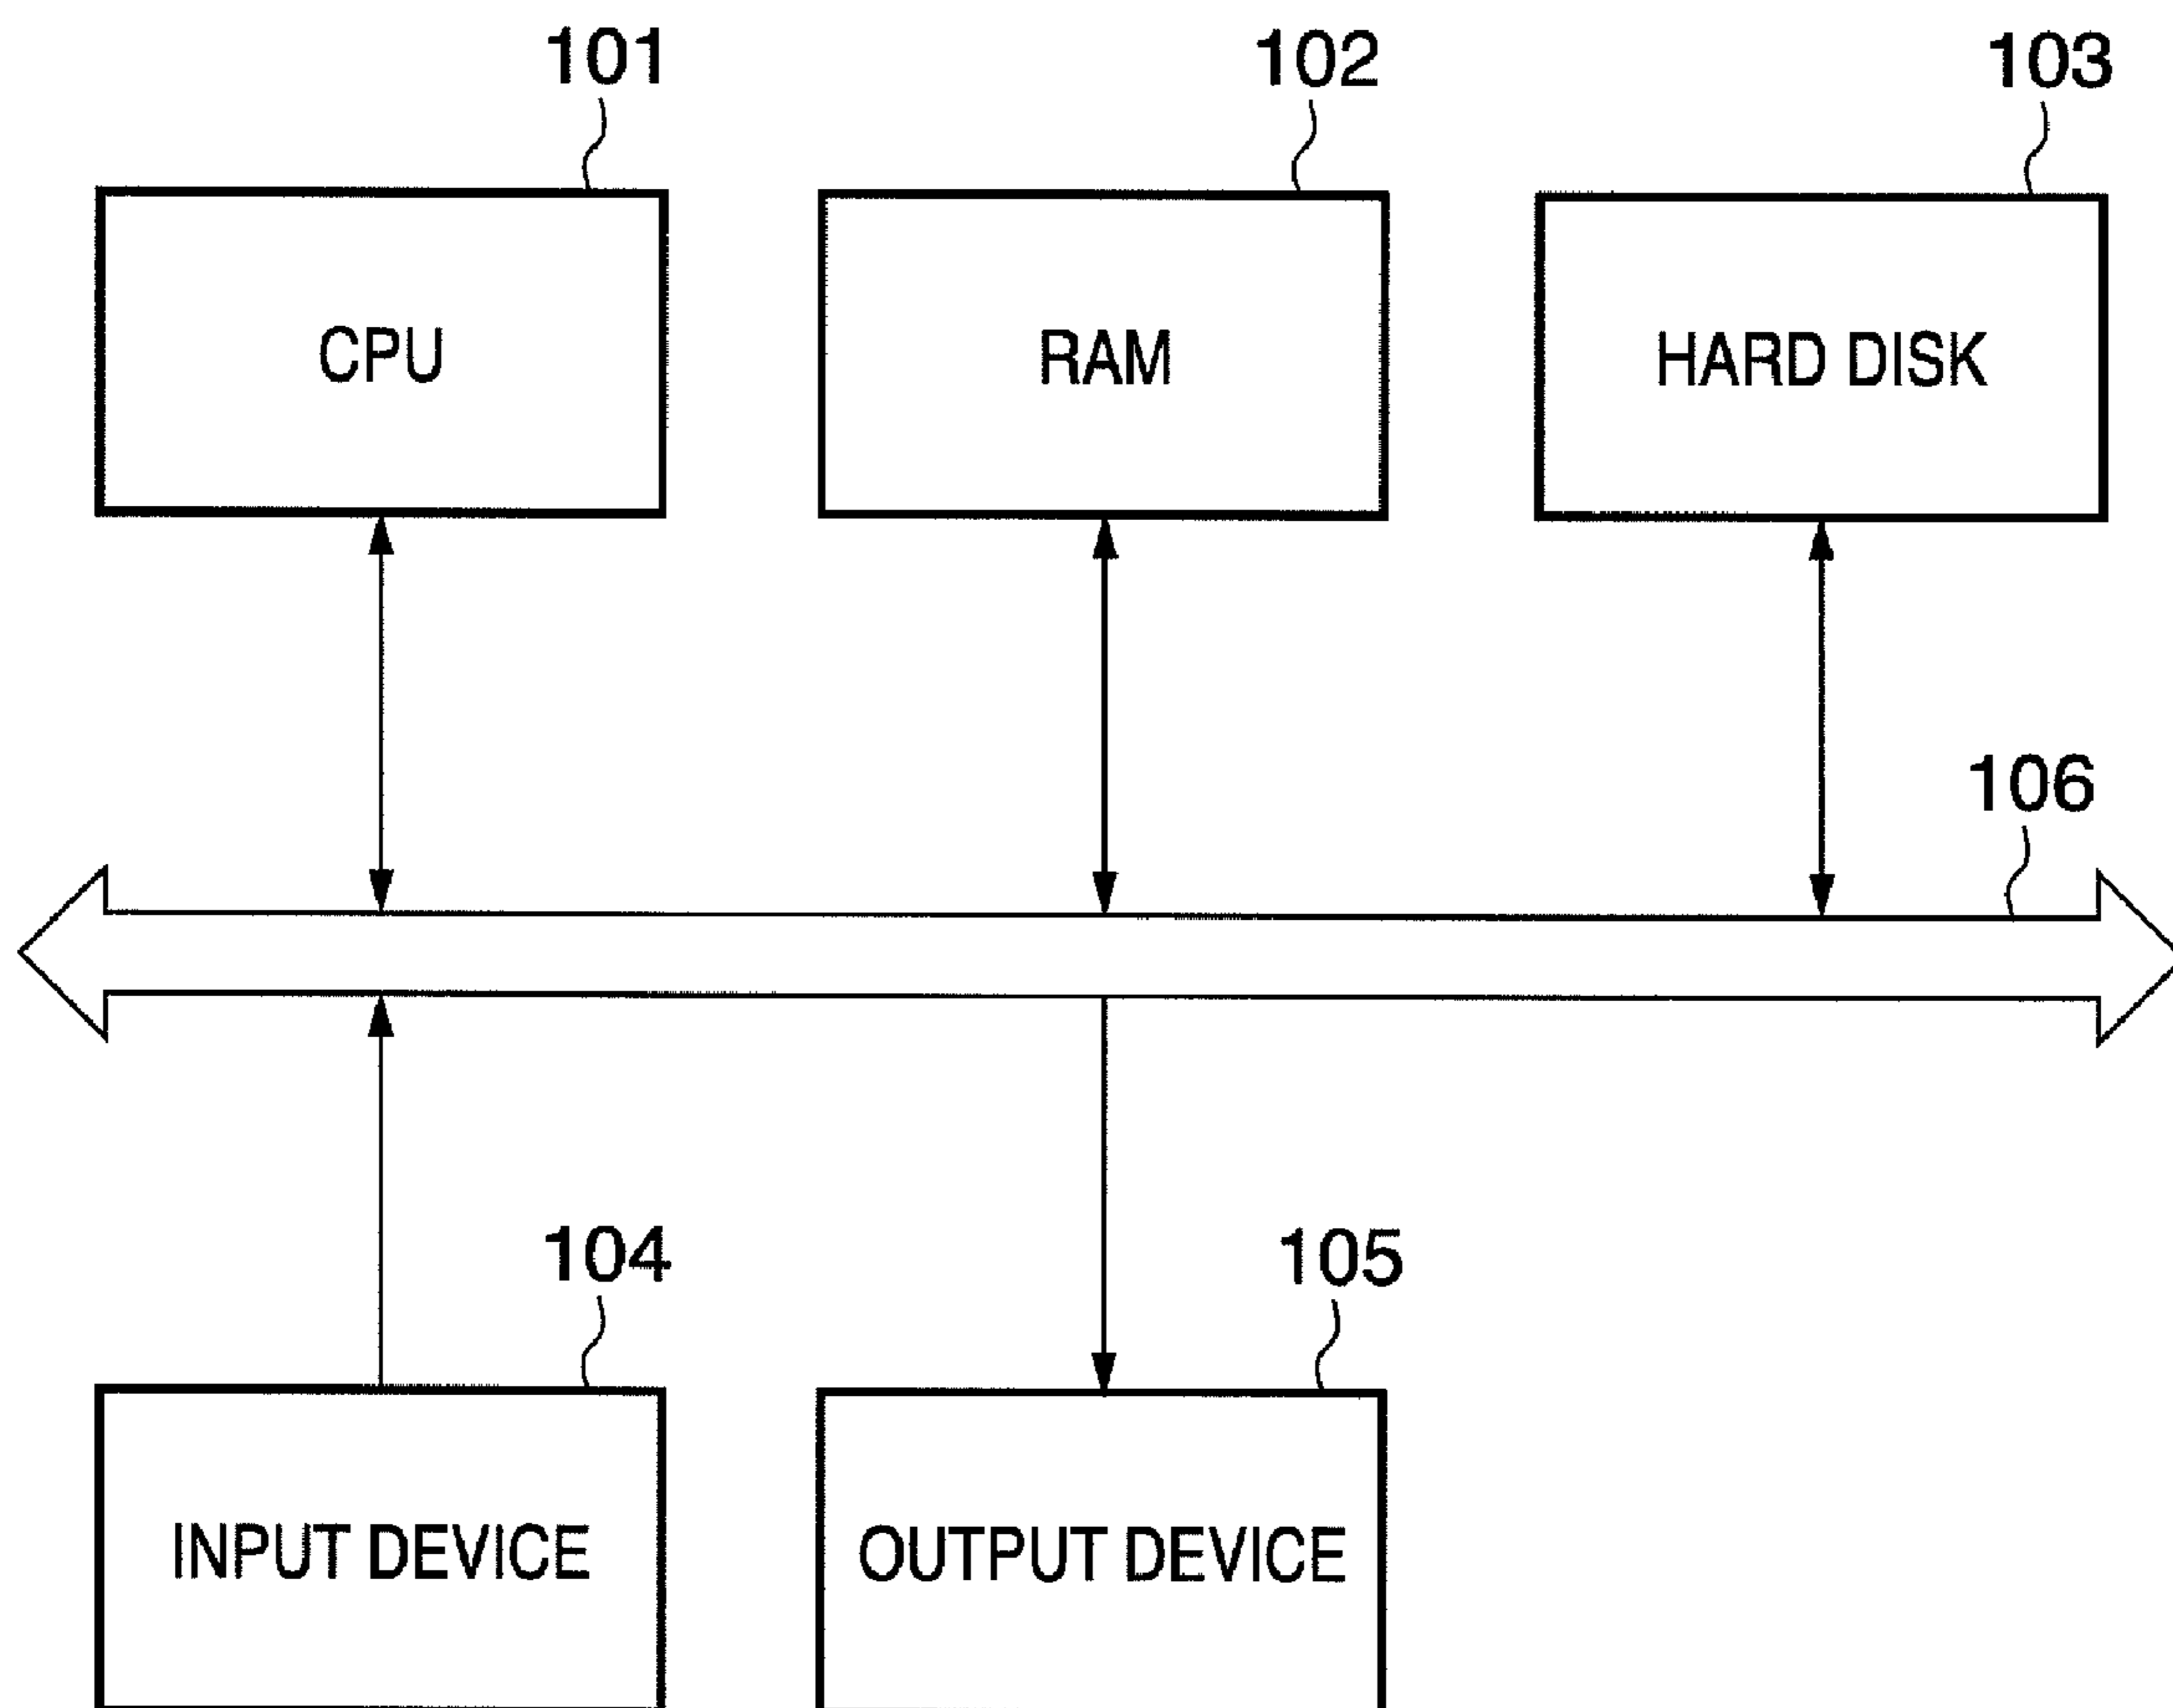 101
102
103
CPU
RAM
HARD DISK
106
104
105
INPUT DEVICE
OUTPUT DEVICE